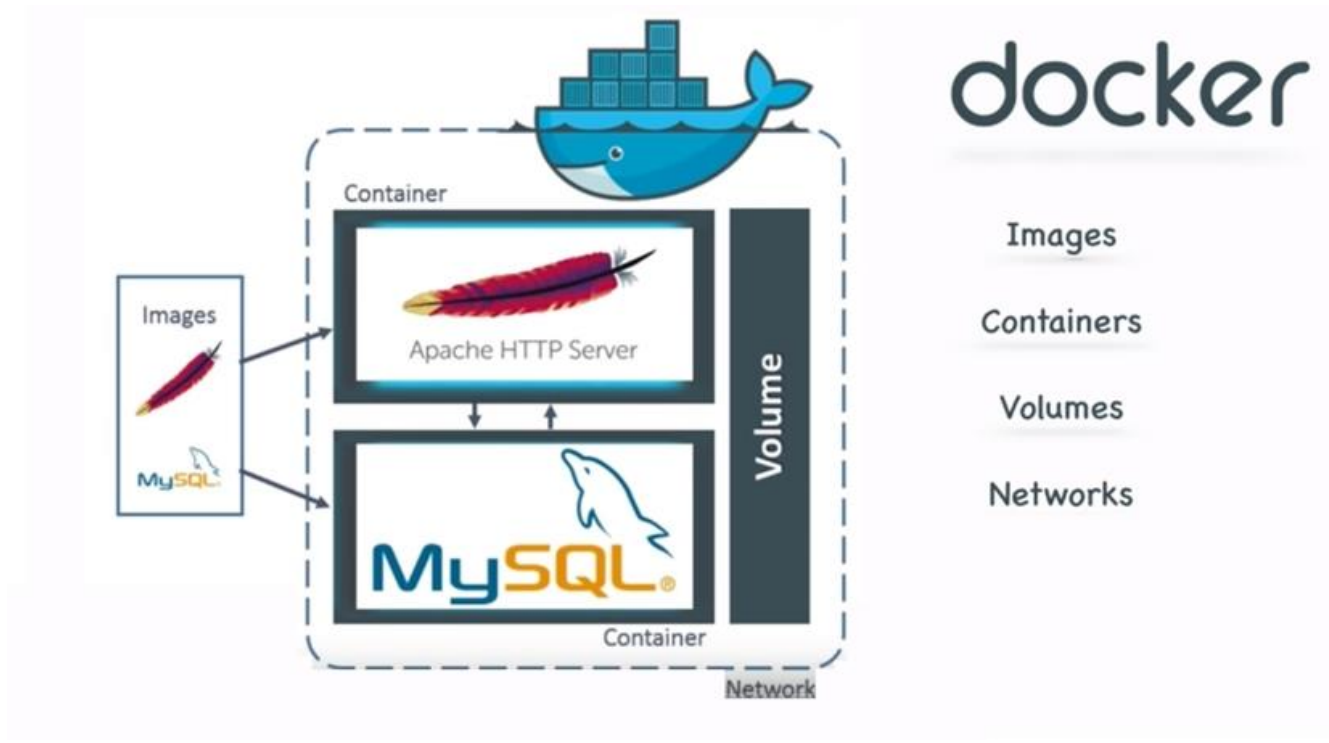 docker
Container
Images
Apache HTTP Server
MySQL
Volume
MySQL®
Container
Network
Images
Containers
Volumes
Networks